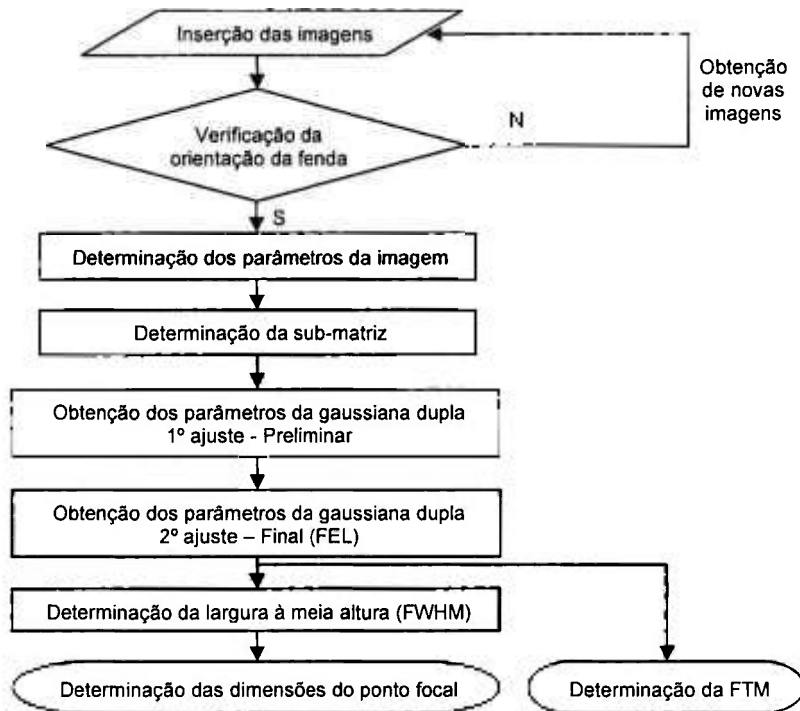 Inserção das imagens
Obtenção
de novas
imagens
Verificação da
orientação da fenda
N
S
Determinação dos parâmetros da imagem
Determinação da sub-matriz
Obtenção dos parâmetros da gaussiana dupla
1º ajuste - Preliminar
Obtenção dos parâmetros da gaussiana dupla
2º ajuste – Final (FEL)
Determinação da largura à meia altura (FWHM)
Determinação das dimensões do ponto focal
Determinação da FTM